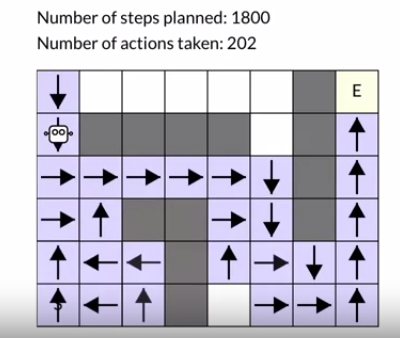 Number of steps planned: 1800
Number of actions taken: 202
E